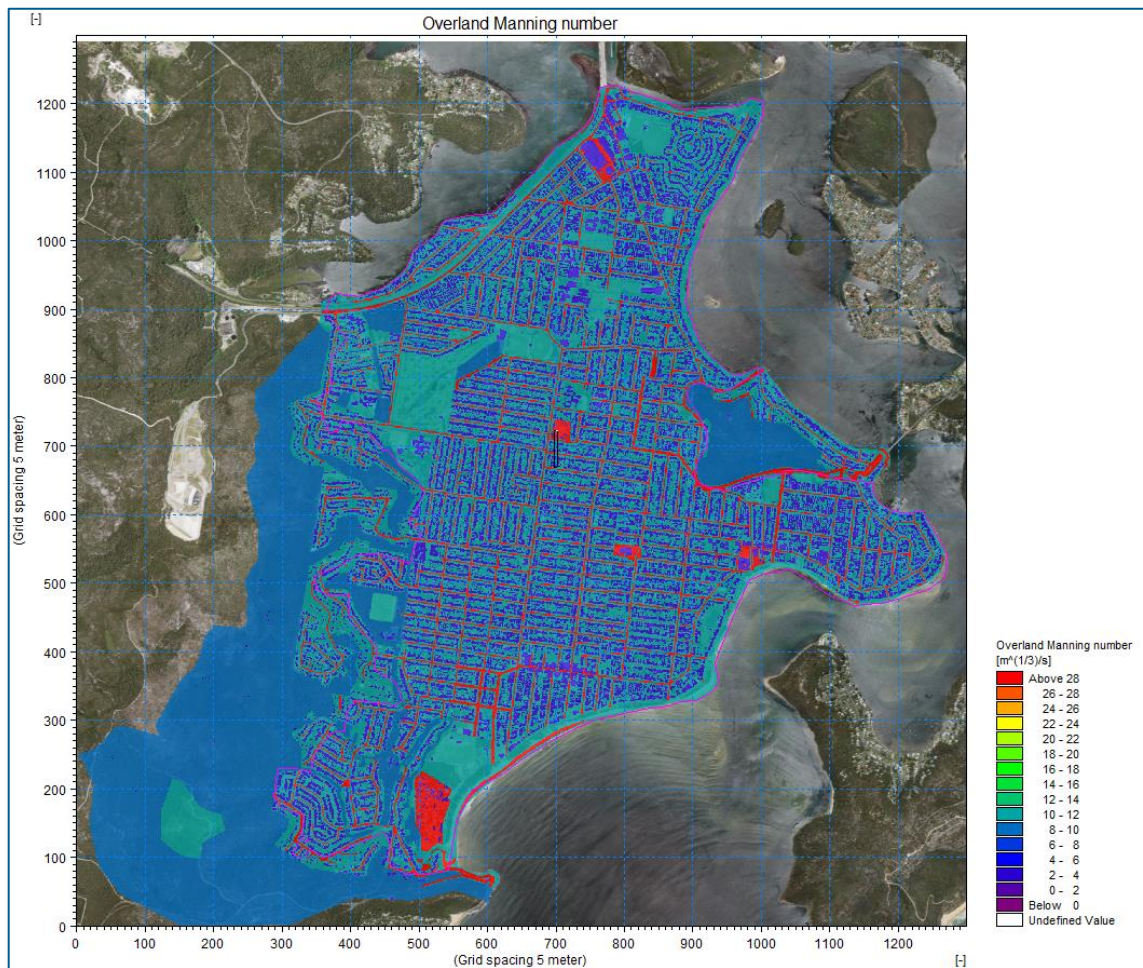 Overland Manning number
[-]
1200
1100
1000
900
800
700
600
500
400
300
200
100
0
(Grid spacing 5 meter)
0 100 200 300 400 500 600 700 800 900 1000 1100 1200
(Grid spacing 5 meter)
[-]
Overland Manning number
[m^(1/3)/s]
Above 28
26 - 28
24 - 26
22 - 24
20 - 22
18 - 20
16 - 18
14 - 16
12 - 14
10 - 12
8 - 10
6 - 8
4 - 6
2 - 4
0 - 2
Below 0
Undefined Value